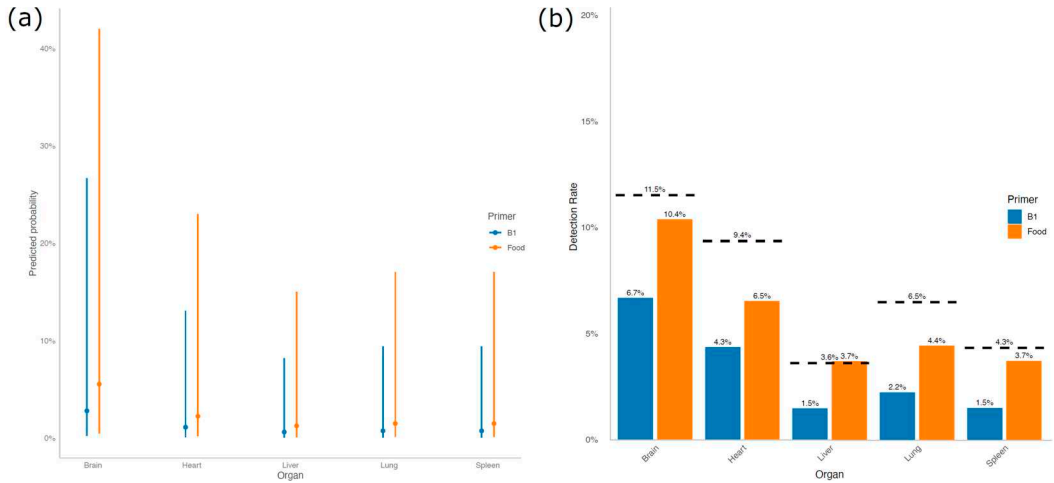 (a)
40%
30%
20%
10%
0%
Predicted probability
Brain
Heart
Liver
Lung
Spleen
Organ
Primer
B1
Food
(b)
20%
15%
10%
5%
0%
Detection Rate
11.5%
10.4%
6.7%
9.4%
6.5%
4.3%
3.6%
3.7%
1.5%
6.5%
4.4%
2.2%
4.3%
3.7%
1.5%
Brain
Heart
Liver
Lung
Spleen
Organ
Primer
B1
Food